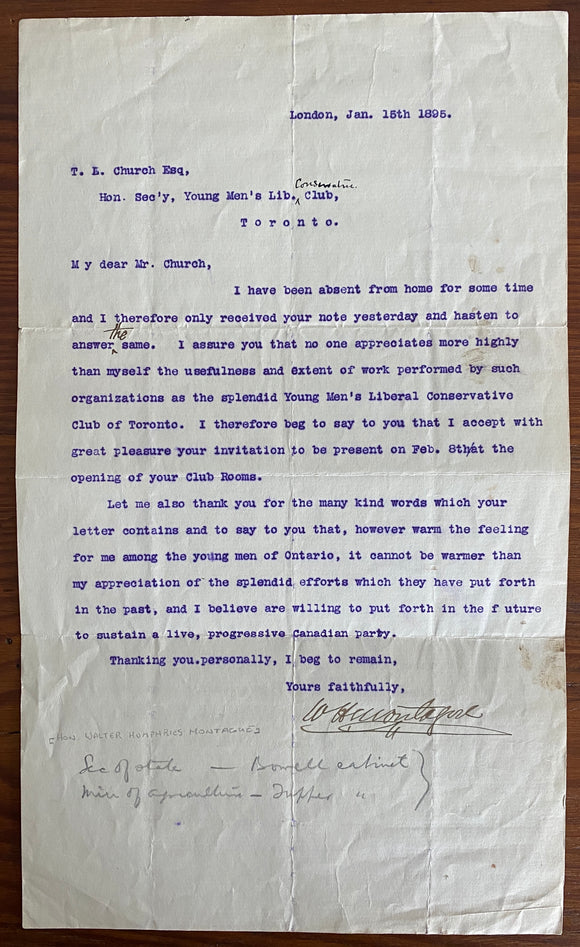 London, Jan. 15th 1895.
T. L. Church Esq,
Hon. Sec'y, Young Men's Lib. Conservative Club,
T o r o n t o.
M y dear Mr. Church,
I have been absent from home for some time
and I therefore only received your note yesterday and hasten to
answer the same. I assure you that no one appreciates more highly
than myself the usefulness and extent of work performed by such
organizations as the splendid Young Men's Liberal Conservative
Club of Toronto. I therefore beg to say to you that I accept with
great pleasure your invitation to be present on Feb. 8th at the
opening of your Club Rooms.
Let me also thank you for the many kind words which your
letter contains and to say to you that, however warm the feeling
for me among the young men of Ontario, it cannot be warmer than
my appreciation of the splendid efforts which they have put forth
in the past, and I believe are willing to put forth in the f uture
to sustain a live, progressive Canadian party.
Thanking you.personally, I beg to remain,
Yours faithfully,
W H Montague
[HON. WALTER HUMPHRIES MONTAGUE]
Sec of state — Bowell cabinet
Min of agriculture — Tupper "